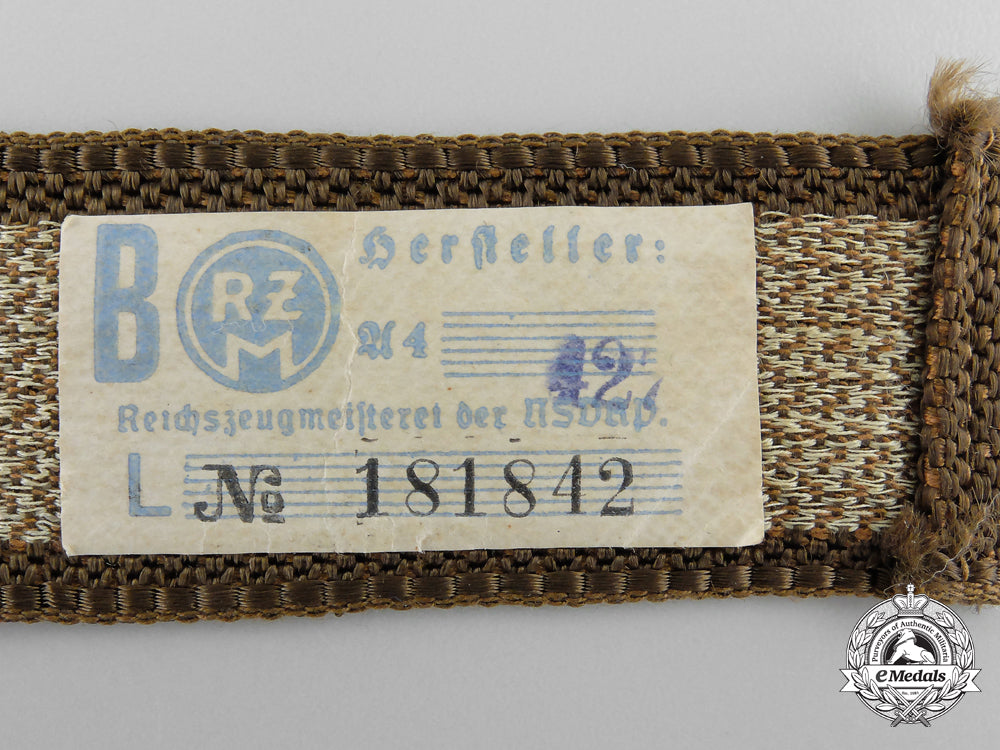 B RZM Hersteller:
A4 42
Reichszeugmeisterei der NSDAP.
L № 181842
Purveyors of Authentic Militaria
eMedals